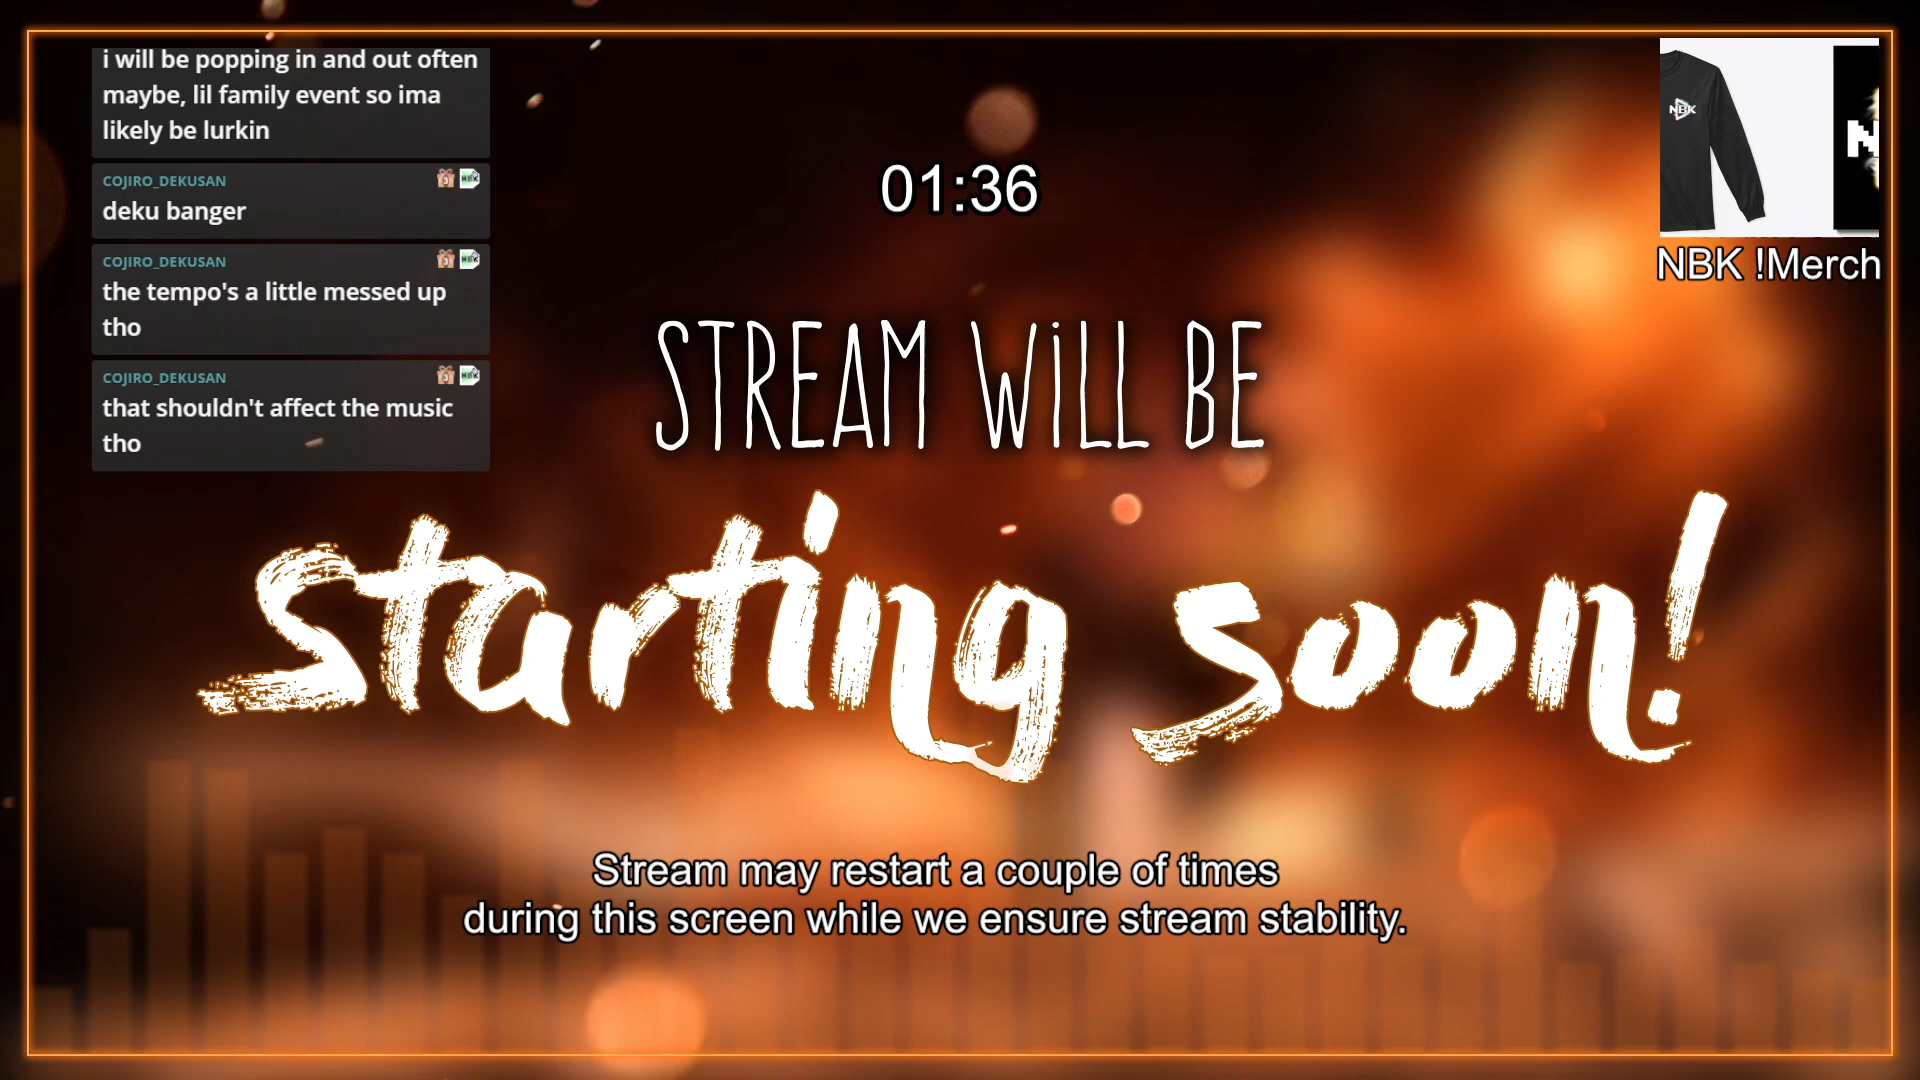 i will be popping in and out often
maybe, lil family event so ima
likely be lurkin
COJIRO_DEKUSAN
deku banger
COJIRO_DEKUSAN
the tempo's a little messed up
tho
COJIRO_DEKUSAN
that shouldn't affect the music
tho
01:36
NBK
N
NBK !Merch
STREAM WiLL BE
starting soon!
Stream may restart a couple of times
during this screen while we ensure stream stability.